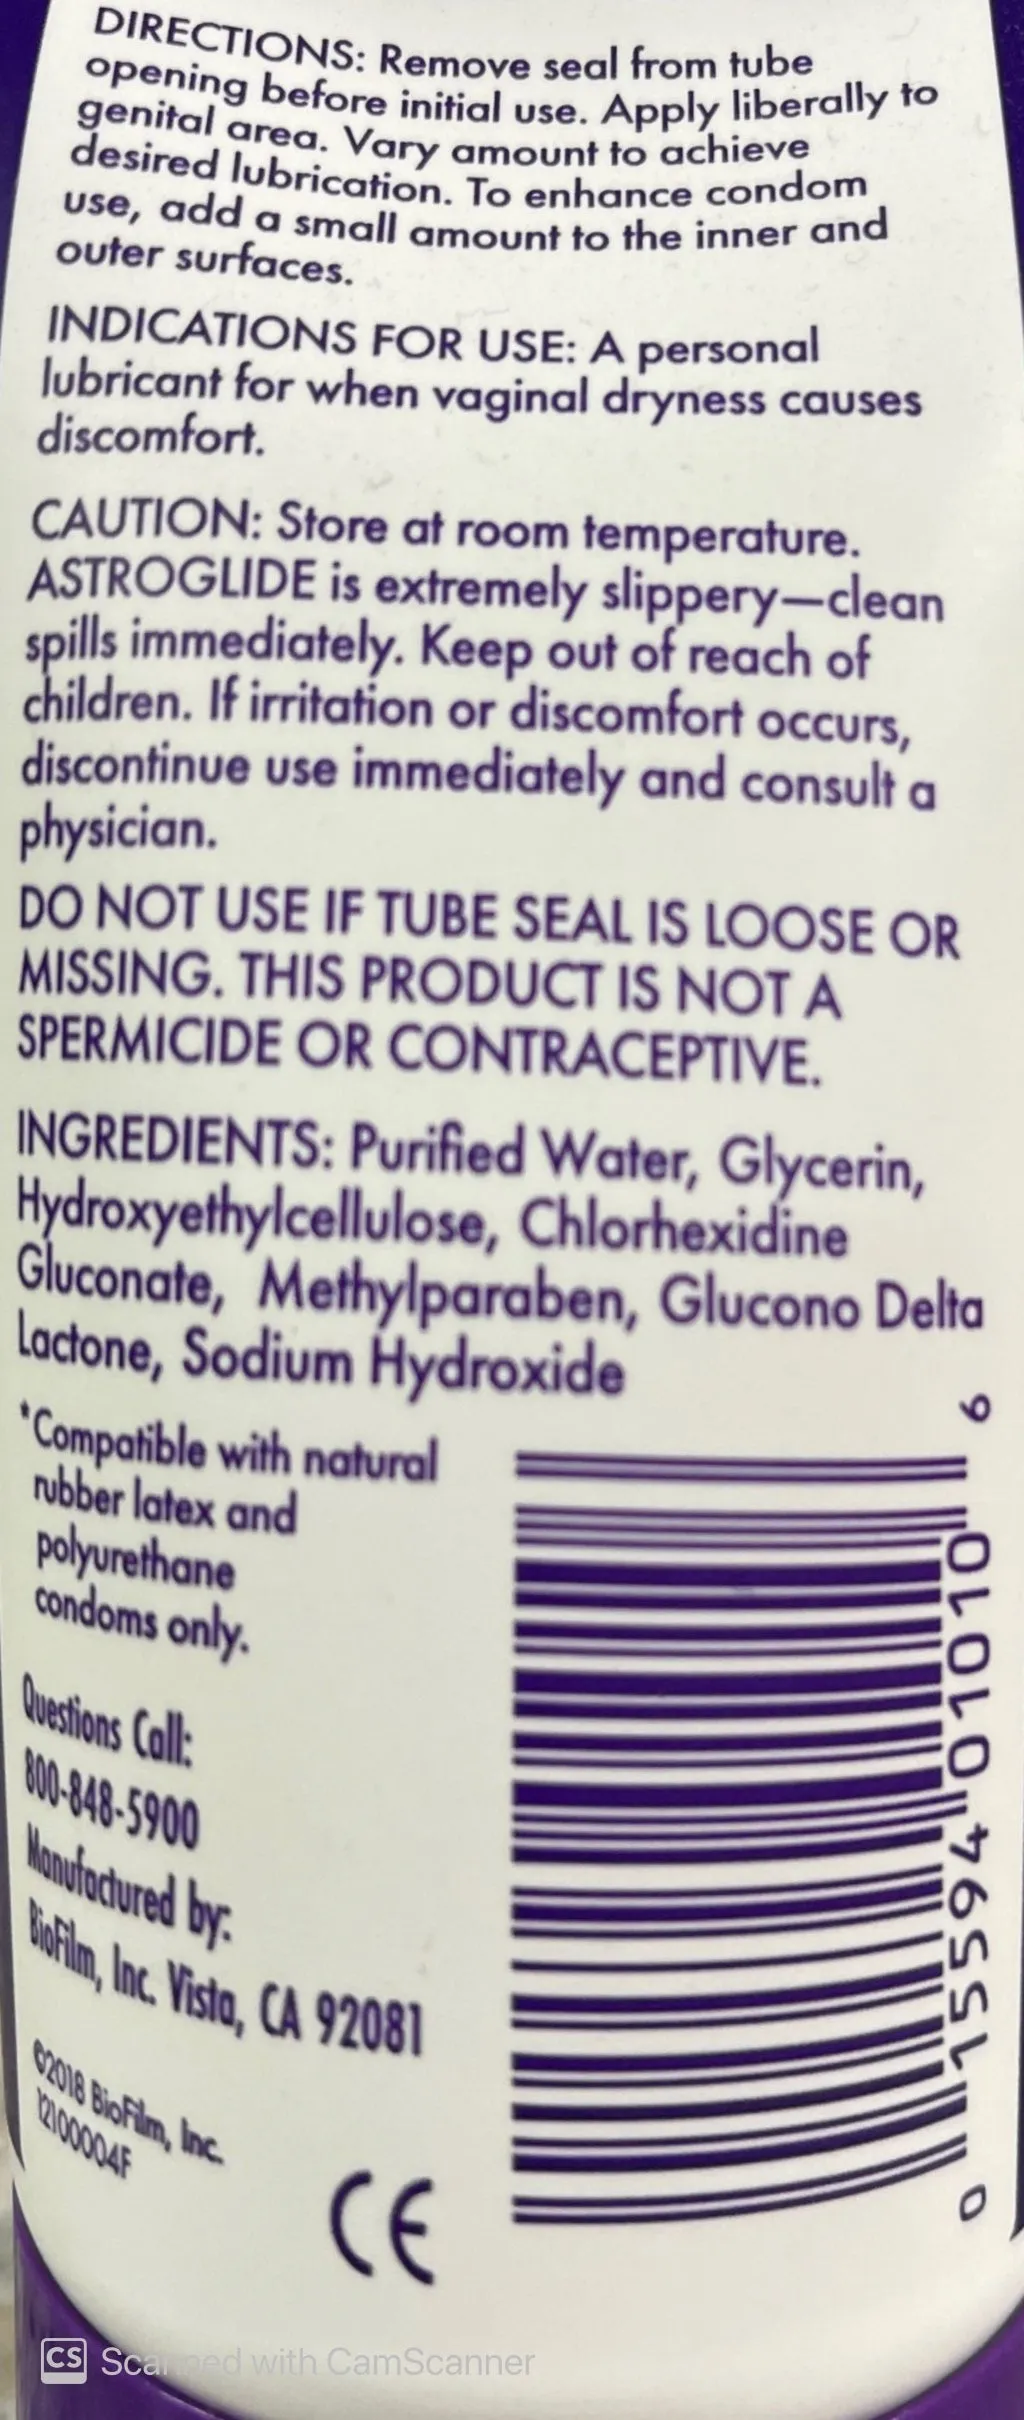 DIRECTIONS: Remove seal from tube
opening before initial use. Apply liberally to
genital area. Vary amount to achieve
desired lubrication. To enhance condom
use, add a small amount to the inner and
outer surfaces.
INDICATIONS FOR USE: A personal
lubricant for when vaginal dryness causes
discomfort.
CAUTION: Store at room temperature.
ASTROGLIDE is extremely slippery—clean
spills immediately. Keep out of reach of
children. If irritation or discomfort occurs,
discontinue use immediately and consult a
physician.
DO NOT USE IF TUBE SEAL IS LOOSE OR
MISSING. THIS PRODUCT IS NOT A
SPERMICIDE OR CONTRACEPTIVE.
INGREDIENTS: Purified Water, Glycerin,
Hydroxyethylcellulose, Chlorhexidine
Gluconate, Methylparaben, Glucono Delta
Lactone, Sodium Hydroxide
*Compatible with natural
rubber latex and
polyurethane
condoms only.
Questions Call:
800-848-5900
Manufactured by:
BioFilm, Inc. Vista, CA 92081
©2018 BioFilm, Inc.
12100004F
CE
0 15594 01010 6
CS Scanned with CamScanner